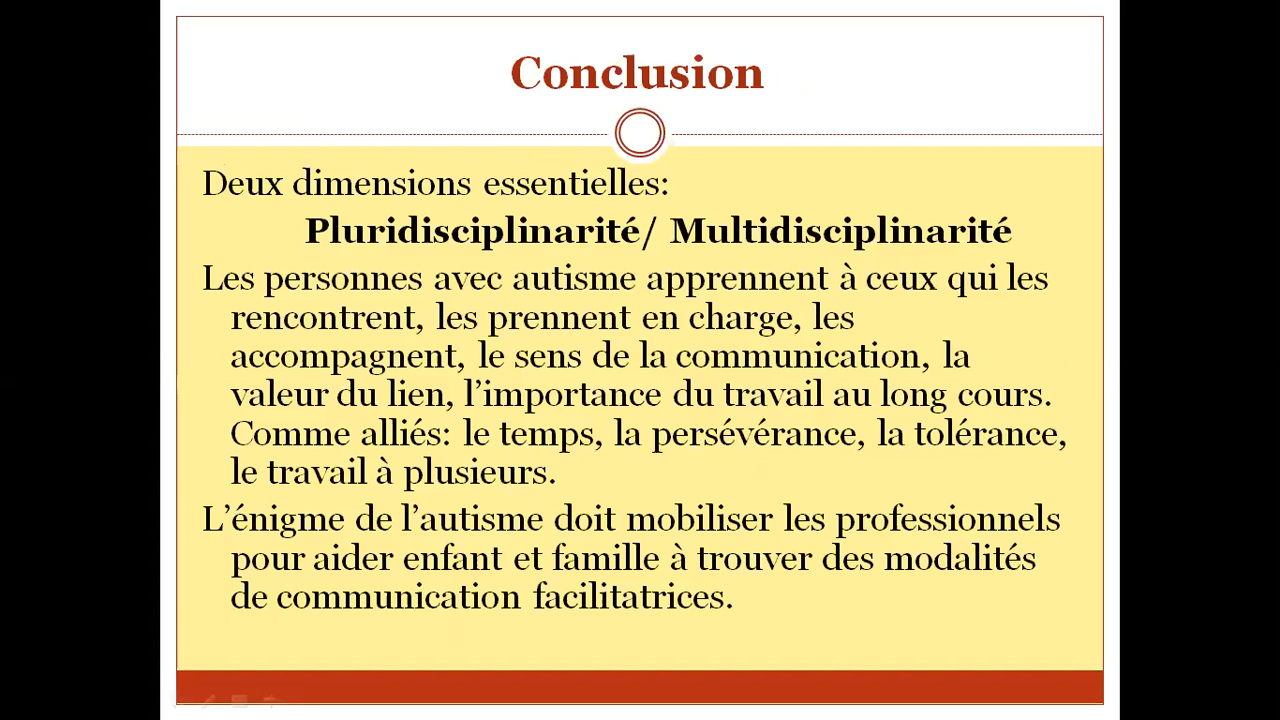 Conclusion
Deux dimensions essentielles:
Pluridisciplinarité/ Multidisciplinarité
Les personnes avec autisme apprennent à ceux qui les
rencontrent, les prennent en charge, les
accompagnent, le sens de la communication, la
valeur du lien, l’importance du travail au long cours.
Comme alliés: le temps, la persévérance, la tolérance,
le travail à plusieurs.
L’énigme de l’autisme doit mobiliser les professionnels
pour aider enfant et famille à trouver des modalités
de communication facilitatrices.